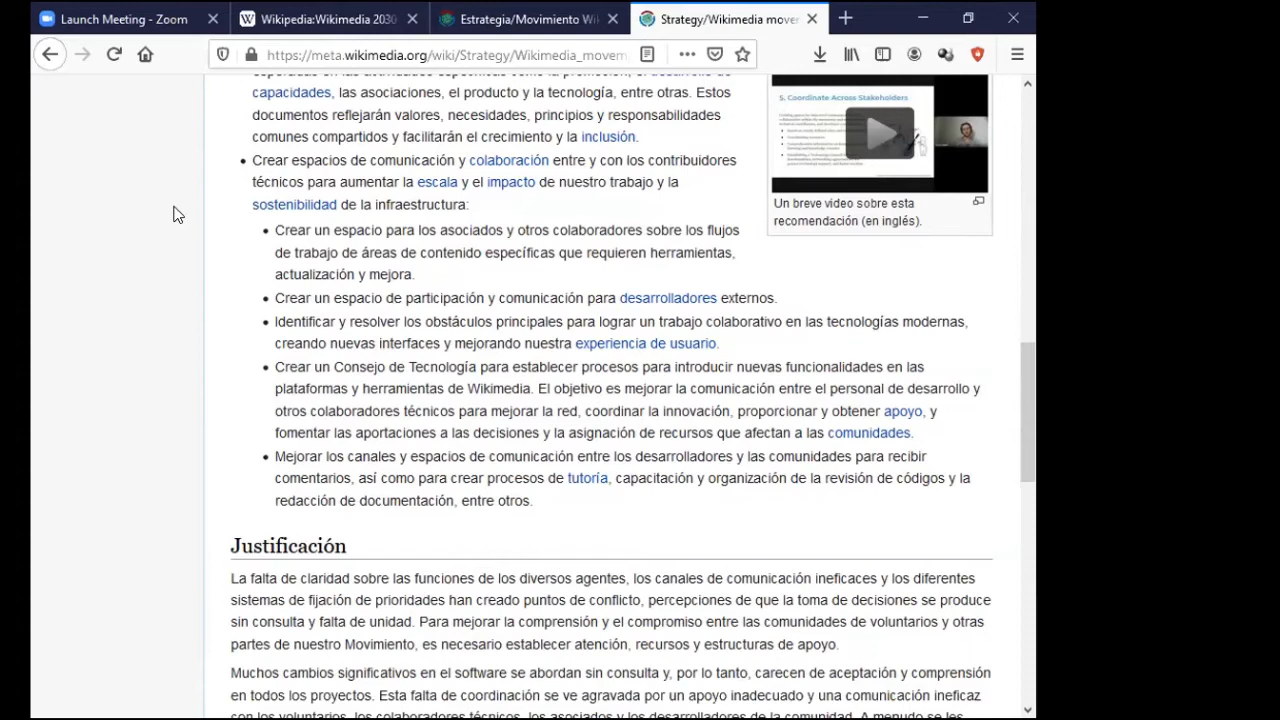 Launch Meeting - Zoom
Wikipedia:Wikimedia 2030
Estrategia/Movimiento Wi
Strategy/Wikimedia mover
https://meta.wikimedia.org/wiki/Strategy/Wikimedia_movem
capacidades, las asociaciones, el producto y la tecnología, entre otras. Estos
documentos reflejarán valores, necesidades, principios y responsabilidades
comunes compartidos y facilitarán el crecimiento y la inclusión.
Crear espacios de comunicación y colaboración entre y con los contribuidores
técnicos para aumentar la escala y el impacto de nuestro trabajo y la
sostenibilidad de la infraestructura:
Crear un espacio para los asociados y otros colaboradores sobre los flujos
de trabajo de áreas de contenido específicas que requieren herramientas,
actualización y mejora.
Crear un espacio de participación y comunicación para desarrolladores externos.
Identificar y resolver los obstáculos principales para lograr un trabajo colaborativo en las tecnologías modernas,
creando nuevas interfaces y mejorando nuestra experiencia de usuario.
Crear un Consejo de Tecnología para establecer procesos para introducir nuevas funcionalidades en las
plataformas y herramientas de Wikimedia. El objetivo es mejorar la comunicación entre el personal de desarrollo y
otros colaboradores técnicos para mejorar la red, coordinar la innovación, proporcionar y obtener apoyo, y
fomentar las aportaciones a las decisiones y la asignación de recursos que afectan a las comunidades.
Mejorar los canales y espacios de comunicación entre los desarrolladores y las comunidades para recibir
comentarios, así como para crear procesos de tutoría, capacitación y organización de la revisión de códigos y la
redacción de documentación, entre otros.
5. Coordinate Across Stakeholders
Un breve video sobre esta
recomendación (en inglés).
Justificación
La falta de claridad sobre las funciones de los diversos agentes, los canales de comunicación ineficaces y los diferentes
sistemas de fijación de prioridades han creado puntos de conflicto, percepciones de que la toma de decisiones se produce
sin consulta y falta de unidad. Para mejorar la comprensión y el compromiso entre las comunidades de voluntarios y otras
partes de nuestro Movimiento, es necesario establecer atención, recursos y estructuras de apoyo.
Muchos cambios significativos en el software se abordan sin consulta y, por lo tanto, carecen de aceptación y comprensión
en todos los proyectos. Esta falta de coordinación se ve agravada por un apoyo inadecuado y una comunicación ineficaz
con los voluntarios, los colaboradores técnicos, los asociados y los desarrolladores de la comunidad. A menudo se les